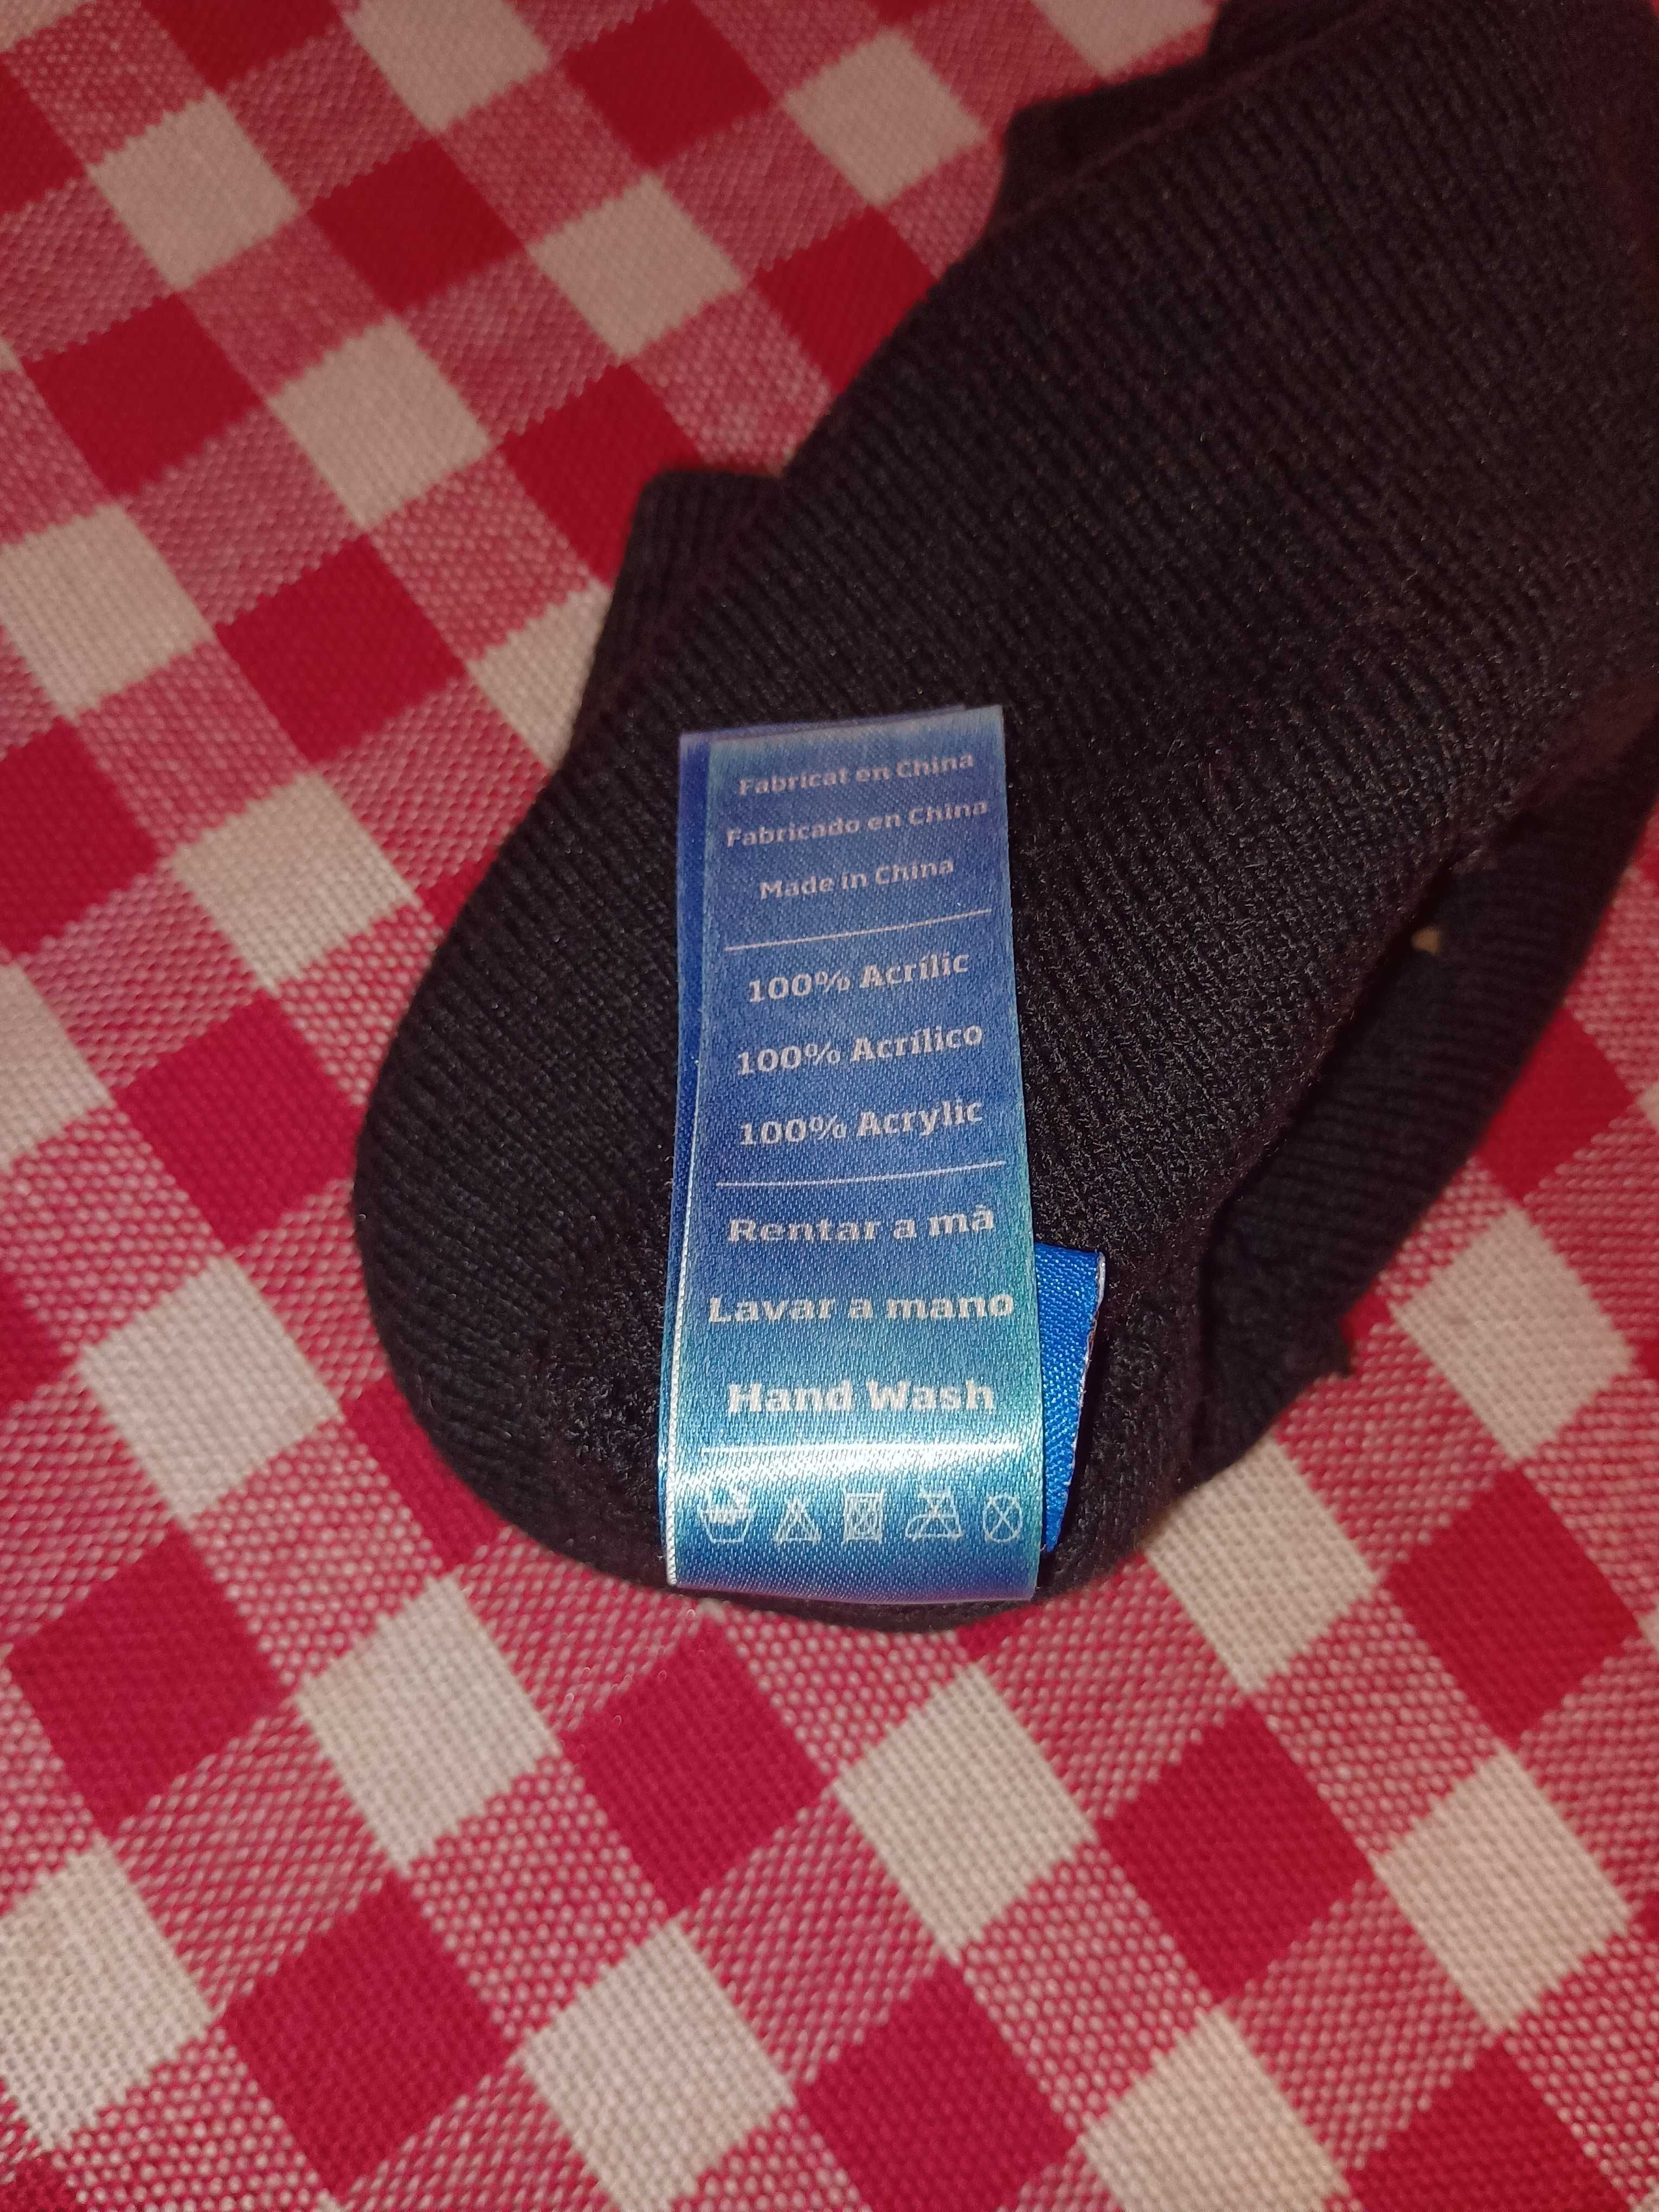 Fabricat en China
Fabricado en China
Made in China
100% Acrílic
100% Acrílico
100% Acrylic
Rentar a mà
Lavar a mano
Hand Wash